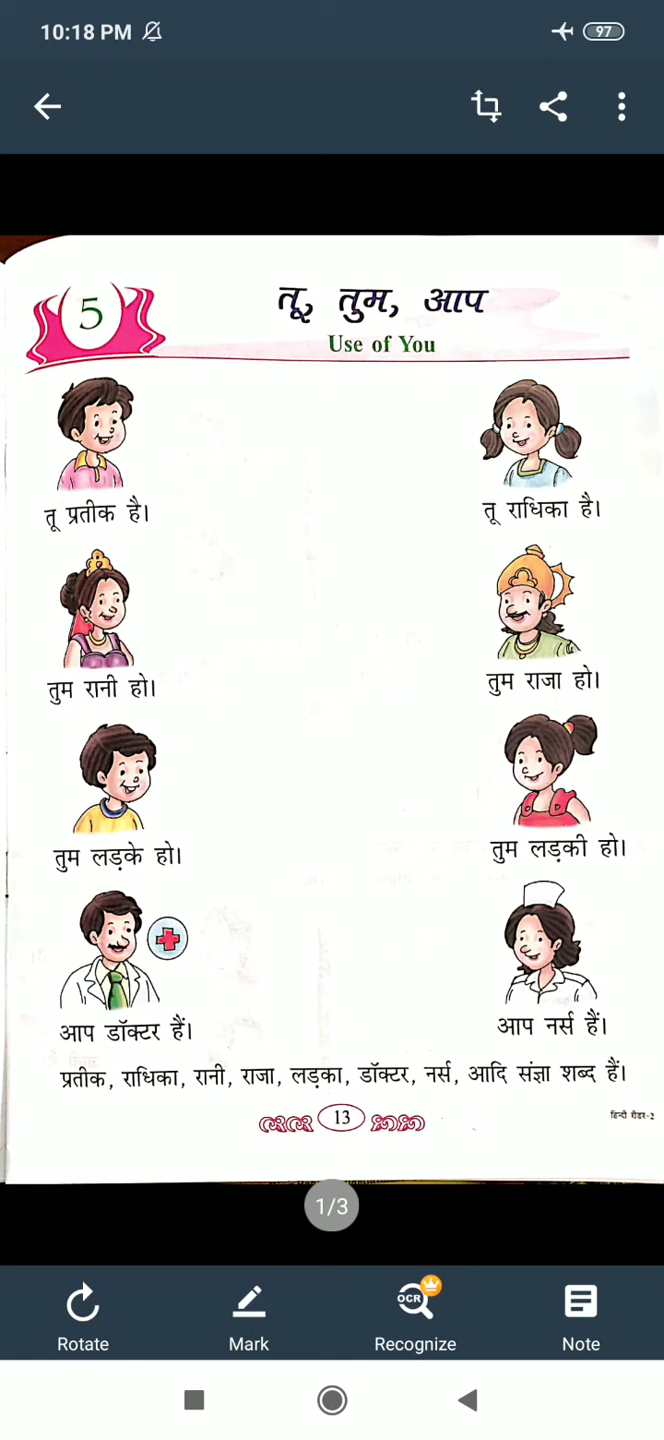 10:18 PM
97
5
तू, तुम, आप
Use of You
तू प्रतीक है।
तू राधिका है।
तुम रानी हो।
तुम राजा हो।
तुम लड़के हो।
तुम लड़की हो।
आप डॉक्टर हैं।
आप नर्स हैं।
प्रतीक, राधिका, रानी, राजा, लड़का, डॉक्टर, नर्स, आदि संज्ञा शब्द हैं।
13
हिन्दी रीडर-2
1/3
OCR
Rotate
Mark
Recognize
Note